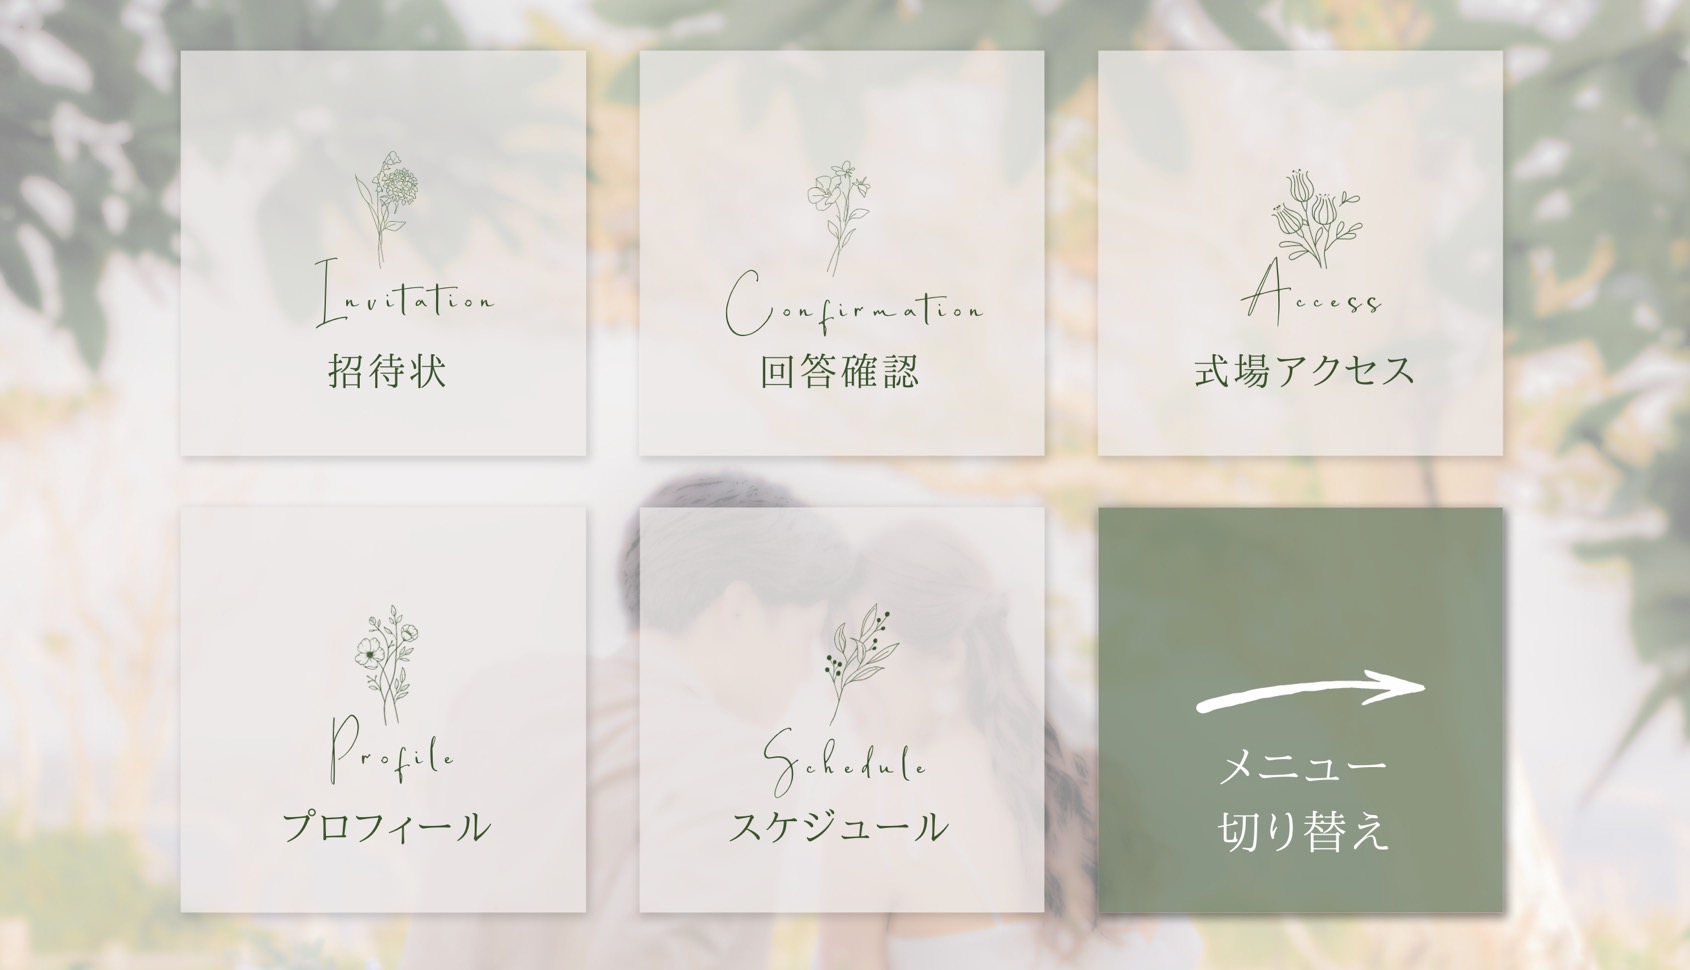 Invitation
招待状
Confirmation
回答確認
Access
式場アクセス
Profile
プロフィール
Schedule
スケジュール
メニュー
切り替え